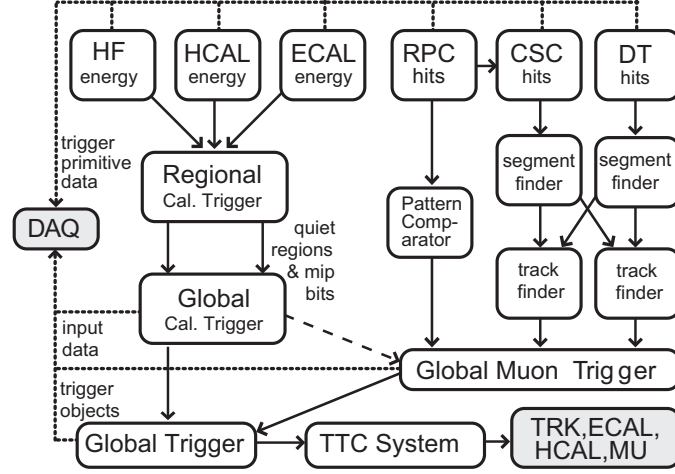 HF
energy
HCAL
energy
ECAL
energy
RPC
hits
CSC
hits
DT
hits
trigger
primitive
data
Regional
Cal. Trigger
segment
finder
segment
finder
DAQ
Pattern
Comp-
arator
quiet
regions
& mip
bits
Global
Cal. Trigger
track
finder
track
finder
input
data
Global Muon Trigger
trigger
objects
Global Trigger
TTC System
TRK,ECAL,
HCAL,MU